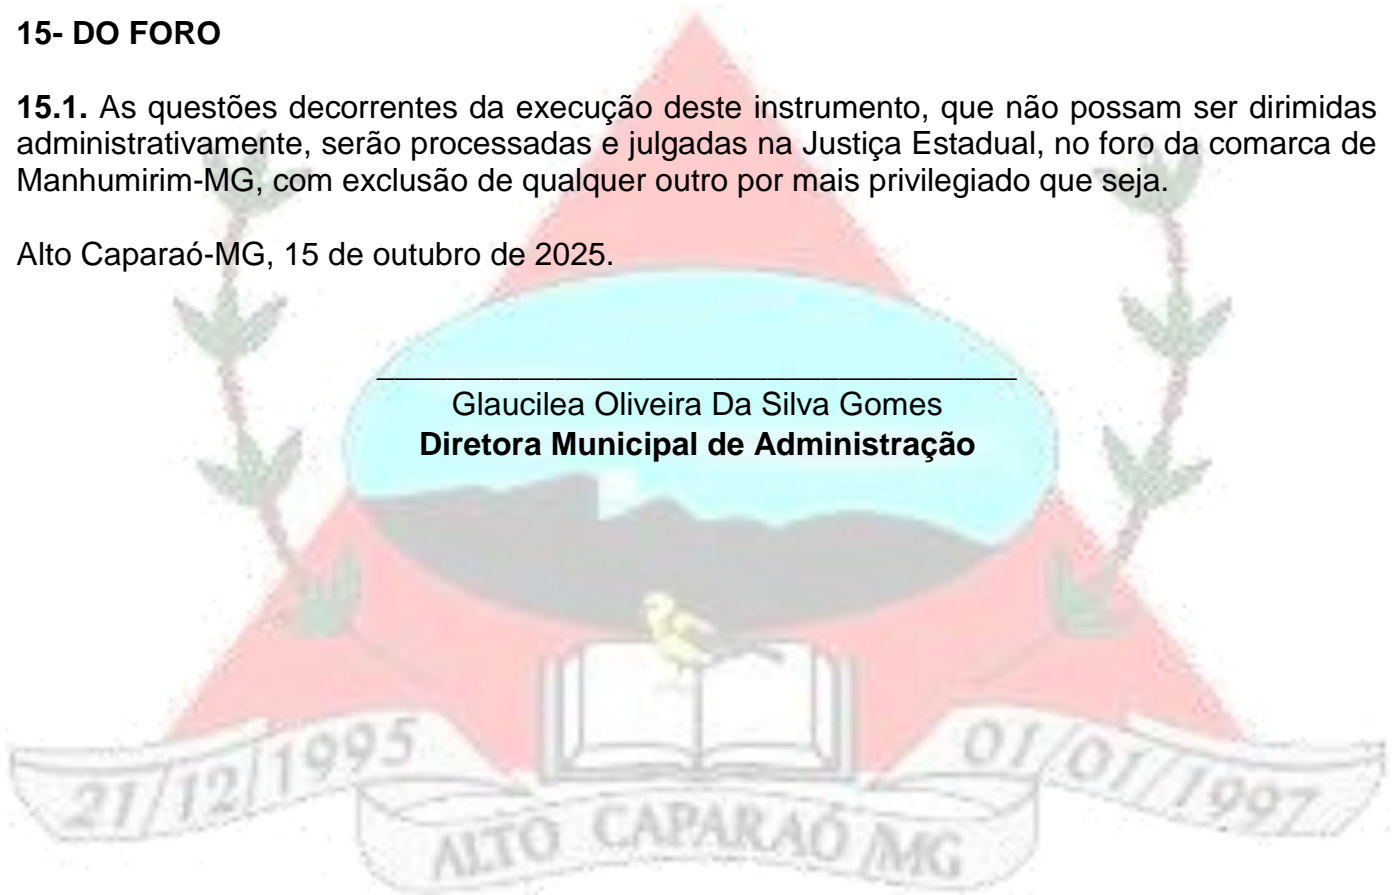 15- DO FORO
15.1. As questões decorrentes da execução deste instrumento, que não possam ser dirimidas
administrativamente, serão processadas e julgadas na Justiça Estadual, no foro da comarca de
Manhumirim-MG, com exclusão de qualquer outro por mais privilegiado que seja.
Alto Caparaó-MG, 15 de outubro de 2025.
Glaucilea Oliveira Da Silva Gomes
Diretora Municipal de Administração
21/12/1995
01/01/1997
ALTO CAPARAÓ MG